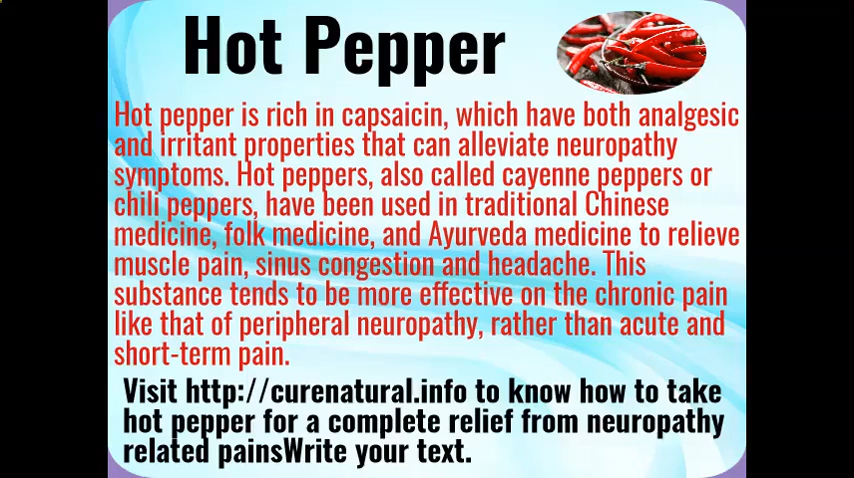 Hot Pepper
Hot pepper is rich in capsaicin, which have both analgesic
and irritant properties that can alleviate neuropathy
symptoms. Hot peppers, also called cayenne peppers or
chili peppers, have been used in traditional Chinese
medicine, folk medicine, and Ayurveda medicine to relieve
muscle pain, sinus congestion and headache. This
substance tends to be more effective on the chronic pain
like that of peripheral neuropathy, rather than acute and
short-term pain.
Visit http://curenatural.info to know how to take
hot pepper for a complete relief from neuropathy
related painsWrite your text.